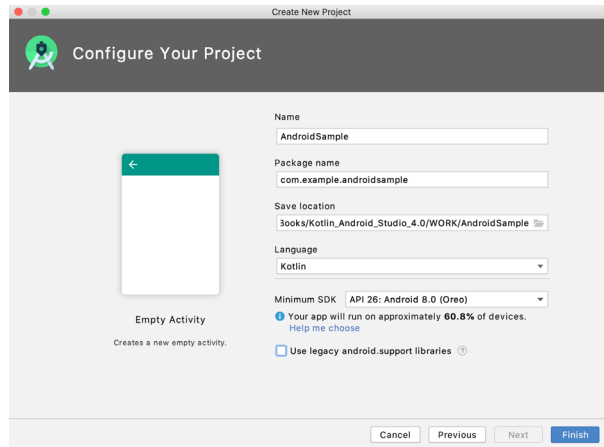 Create New Project
Configure Your Project
Name
AndroidSample
Package name
com.example.androidsample
Save location
Books/Kotlin_Android_Studio_4.0/WORK/AndroidSample
Language
Kotlin
Minimum SDK API 26: Android 8.0 (Oreo)
Your app will run on approximately 60.8% of devices.
Help me choose
Use legacy android.support libraries ?
Empty Activity
Creates a new empty activity.
Cancel Previous Next Finish